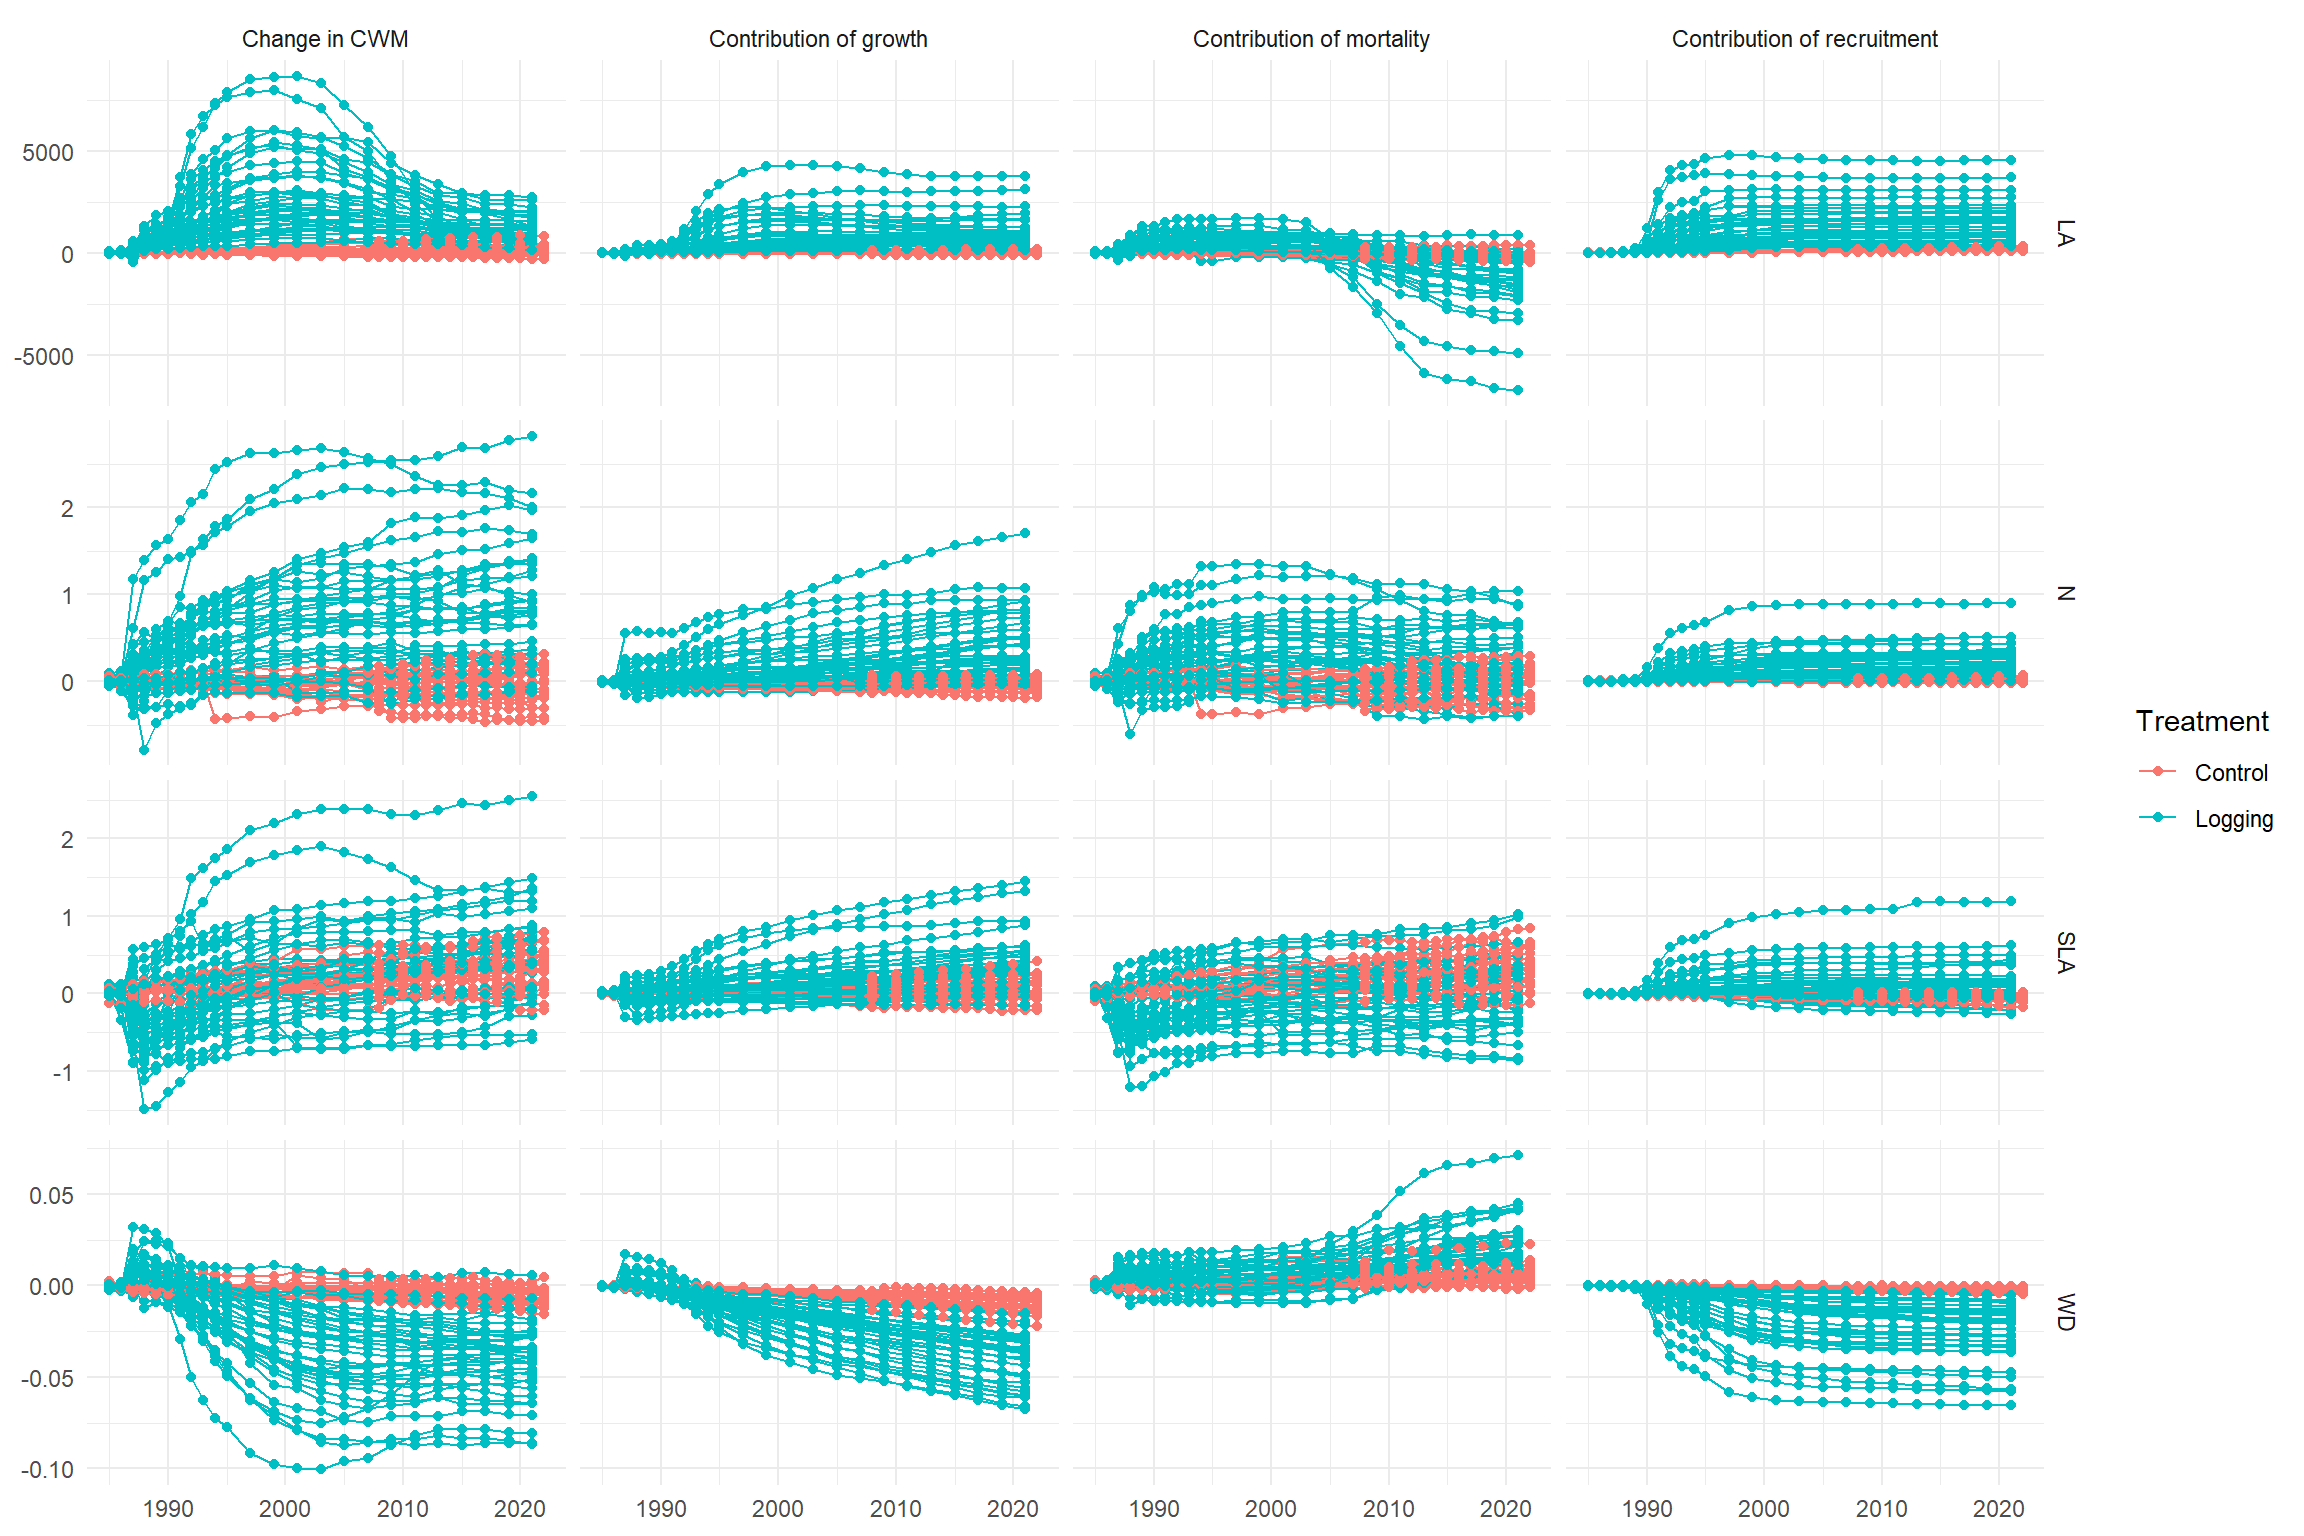 Change in CWM
Contribution of growth
Contribution of mortality
Contribution of recruitment
5000
0
-5000
LA
2
1
0
N
2
1
0
-1
SLA
0.05
0.00
-0.05
-0.10
WD
1990 2000 2010 2020
1990 2000 2010 2020
1990 2000 2010 2020
1990 2000 2010 2020
Treatment
Control
Logging